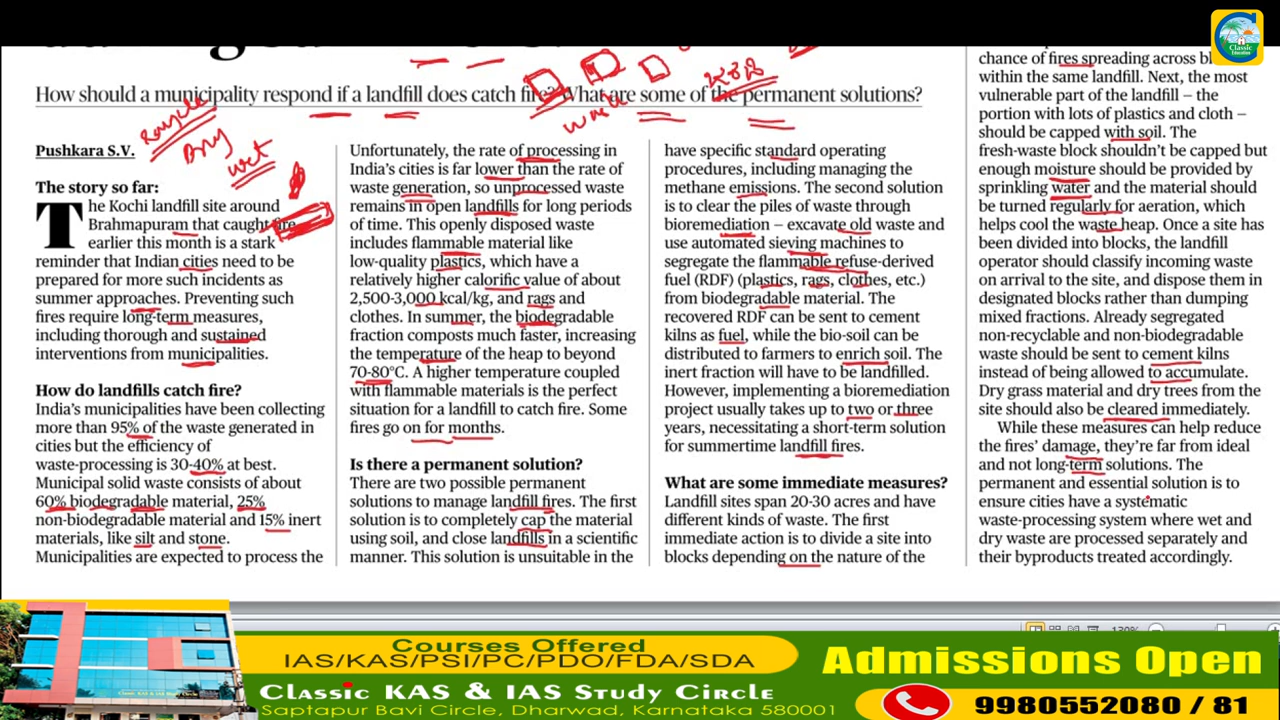 How should a municipality respond if a landfill does catch fire? What are some of the permanent solutions?
Recycle
Dry
wet
waste
Pushkara S.V.
The story so far:
The Kochi landfill site around
Brahmapuram that caught fire
earlier this month is a stark
reminder that Indian cities need to be
prepared for more such incidents as
summer approaches. Preventing such
fires require long-term measures,
including thorough and sustained
interventions from municipalities.
How do landfills catch fire?
India's municipalities have been collecting
more than 95% of the waste generated in
cities but the efficiency of
waste-processing is 30-40% at best.
Municipal solid waste consists of about
60% biodegradable material, 25%
non-biodegradable material and 15% inert
materials, like silt and stone.
Municipalities are expected to process the
Unfortunately, the rate of processing in
India's cities is far lower than the rate of
waste generation, so unprocessed waste
remains in open landfills for long periods
of time. This openly disposed waste
includes flammable material like
low-quality plastics, which have a
relatively higher calorific value of about
2,500-3,000 kcal/kg, and rags and
clothes. In summer, the biodegradable
fraction composts much faster, increasing
the temperature of the heap to beyond
70-80°C. A higher temperature coupled
with flammable materials is the perfect
situation for a landfill to catch fire. Some
fires go on for months.
Is there a permanent solution?
There are two possible permanent
solutions to manage landfill fires. The first
solution is to completely cap the material
using soil, and close landfills in a scientific
manner. This solution is unsuitable in the
have specific standard operating
procedures, including managing the
methane emissions. The second solution
is to clear the piles of waste through
bioremediation – excavate old waste and
use automated sieving machines to
segregate the flammable refuse-derived
fuel (RDF) (plastics, rags, clothes, etc.)
from biodegradable material. The
recovered RDF can be sent to cement
kilns as fuel, while the bio-soil can be
distributed to farmers to enrich soil. The
inert fraction will have to be landfilled.
However, implementing a bioremediation
project usually takes up to two or three
years, necessitating a short-term solution
for summertime landfill fires.
What are some immediate measures?
Landfill sites span 20-30 acres and have
different kinds of waste. The first
immediate action is to divide a site into
blocks depending on the nature of the
chance of fires spreading across
within the same landfill. Next, the most
vulnerable part of the landfill – the
portion with lots of plastics and cloth –
should be capped with soil. The
fresh-waste block shouldn't be capped but
enough moisture should be provided by
sprinkling water and the material should
be turned regularly for aeration, which
helps cool the waste heap. Once a site has
been divided into blocks, the landfill
operator should classify incoming waste
on arrival to the site, and dispose them in
designated blocks rather than dumping
mixed fractions. Already segregated
non-recyclable and non-biodegradable
waste should be sent to cement kilns
instead of being allowed to accumulate.
Dry grass material and dry trees from the
site should also be cleared immediately.
While these measures can help reduce
the fires' damage, they're far from ideal
and not long-term solutions. The
permanent and essential solution is to
ensure cities have a systematic
waste-processing system where wet and
dry waste are processed separately and
their byproducts treated accordingly.
Classic
Education
130%
Courses Offered
IAS/KAS/PSI/PC/PDO/FDA/SDA
Classic KAS & IAS Study Circle
Saptapur Bavi Circle, Dharwad, Karnataka 580001
Admissions Open
9980552080 / 81